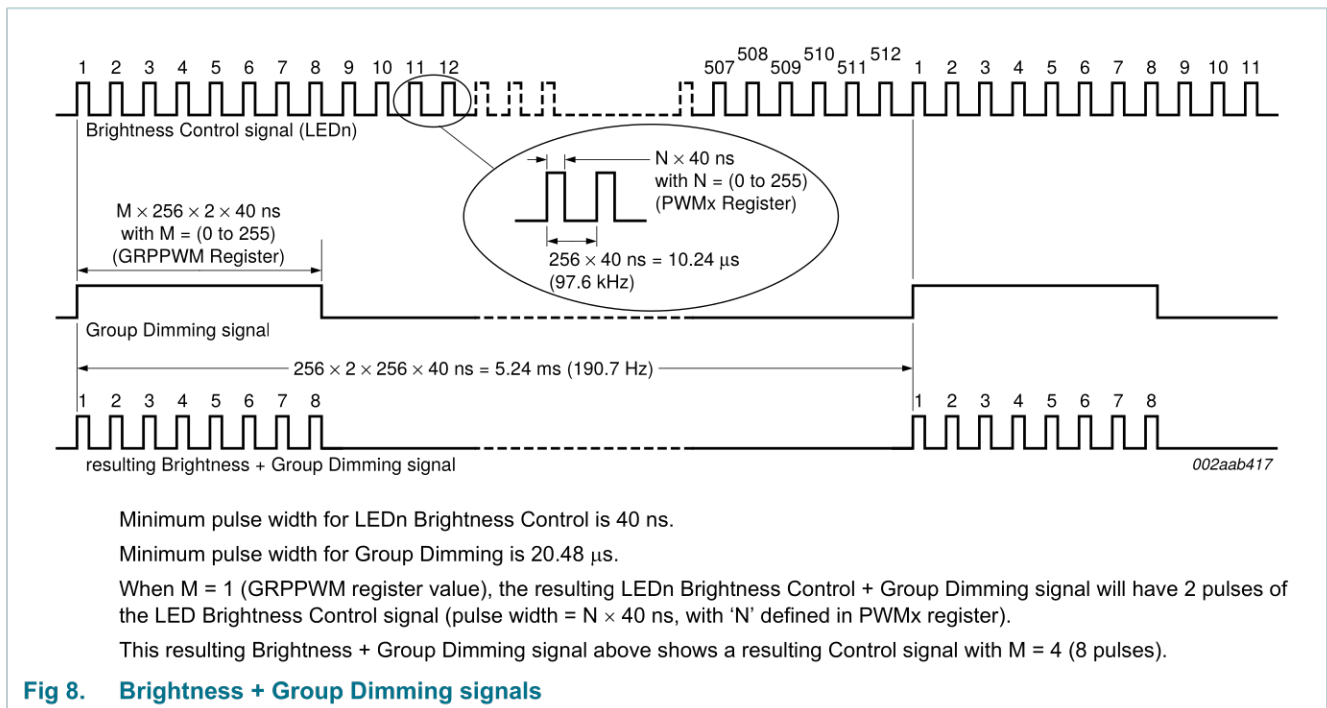 1 2 3 4 5 6 7 8 9 10 11 12 507 508 509 510 511 512 1 2 3 4 5 6 7 8 9 10 11
Brightness Control signal (LEDn)
N × 40 ns
with N = (0 to 255)
(PWMx Register)
M × 256 × 2 × 40 ns
with M = (0 to 255)
(GRPPWM Register)
256 × 40 ns = 10.24 μs
(97.6 kHz)
Group Dimming signal
256 × 2 × 256 × 40 ns = 5.24 ms (190.7 Hz)
1 2 3 4 5 6 7 8 1 2 3 4 5 6 7 8
resulting Brightness + Group Dimming signal
002aab417
Minimum pulse width for LEDn Brightness Control is 40 ns.
Minimum pulse width for Group Dimming is 20.48 μs.
When M = 1 (GRPPWM register value), the resulting LEDn Brightness Control + Group Dimming signal will have 2 pulses of
the LED Brightness Control signal (pulse width = N × 40 ns, with ‘N’ defined in PWMx register).
This resulting Brightness + Group Dimming signal above shows a resulting Control signal with M = 4 (8 pulses).
Fig 8. Brightness + Group Dimming signals